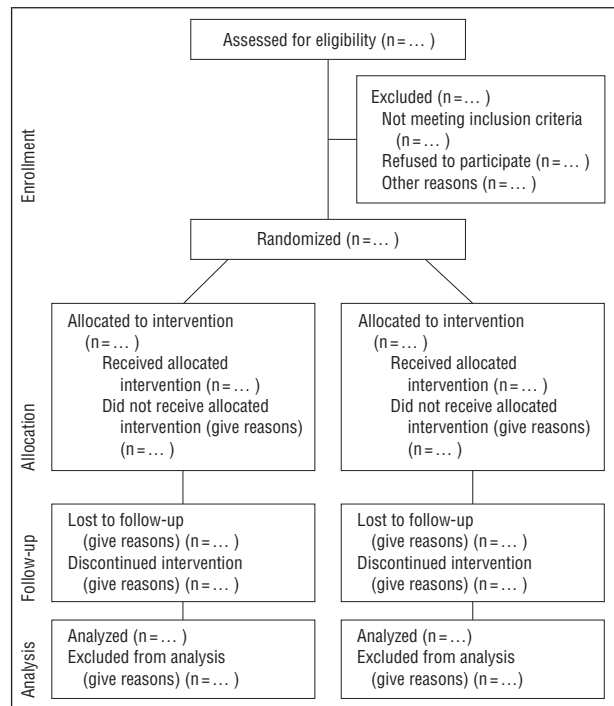 Assessed for eligibility (n=… )
Enrollment
Excluded (n=… )
Not meeting inclusion criteria
(n=… )
Refused to participate (n=… )
Other reasons (n=… )
Randomized (n=… )
Allocation
Allocated to intervention
(n=… )
Received allocated
intervention (n=… )
Did not receive allocated
intervention (give reasons)
(n=… )
Allocated to intervention
(n=… )
Received allocated
intervention (n=… )
Did not receive allocated
intervention (give reasons)
(n=… )
Follow-up
Lost to follow-up
(give reasons) (n=… )
Discontinued intervention
(give reasons) (n=… )
Lost to follow-up
(give reasons) (n=… )
Discontinued intervention
(give reasons) (n=… )
Analysis
Analyzed (n=… )
Excluded from analysis
(give reasons) (n=… )
Analyzed (n=…)
Excluded from analysis
(give reasons) (n=…)